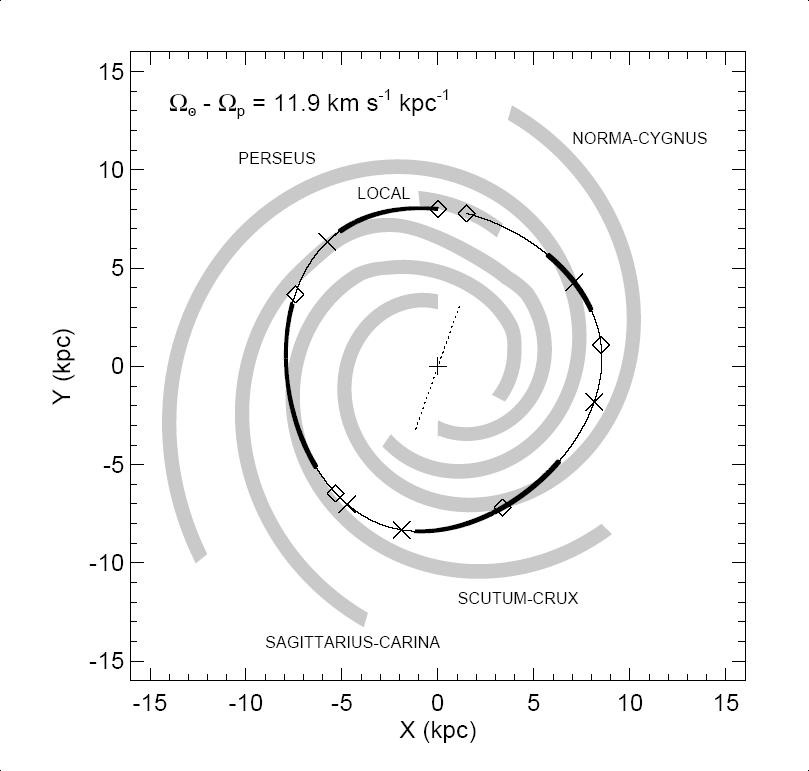 Ω⊙ - Ωp = 11.9 km s-1 kpc-1
NORMA-CYGNUS
PERSEUS
LOCAL
SCUTUM-CRUX
SAGITTARIUS-CARINA
15
10
5
0
-5
-10
-15
Y (kpc)
-15 -10 -5 0 5 10 15
X (kpc)